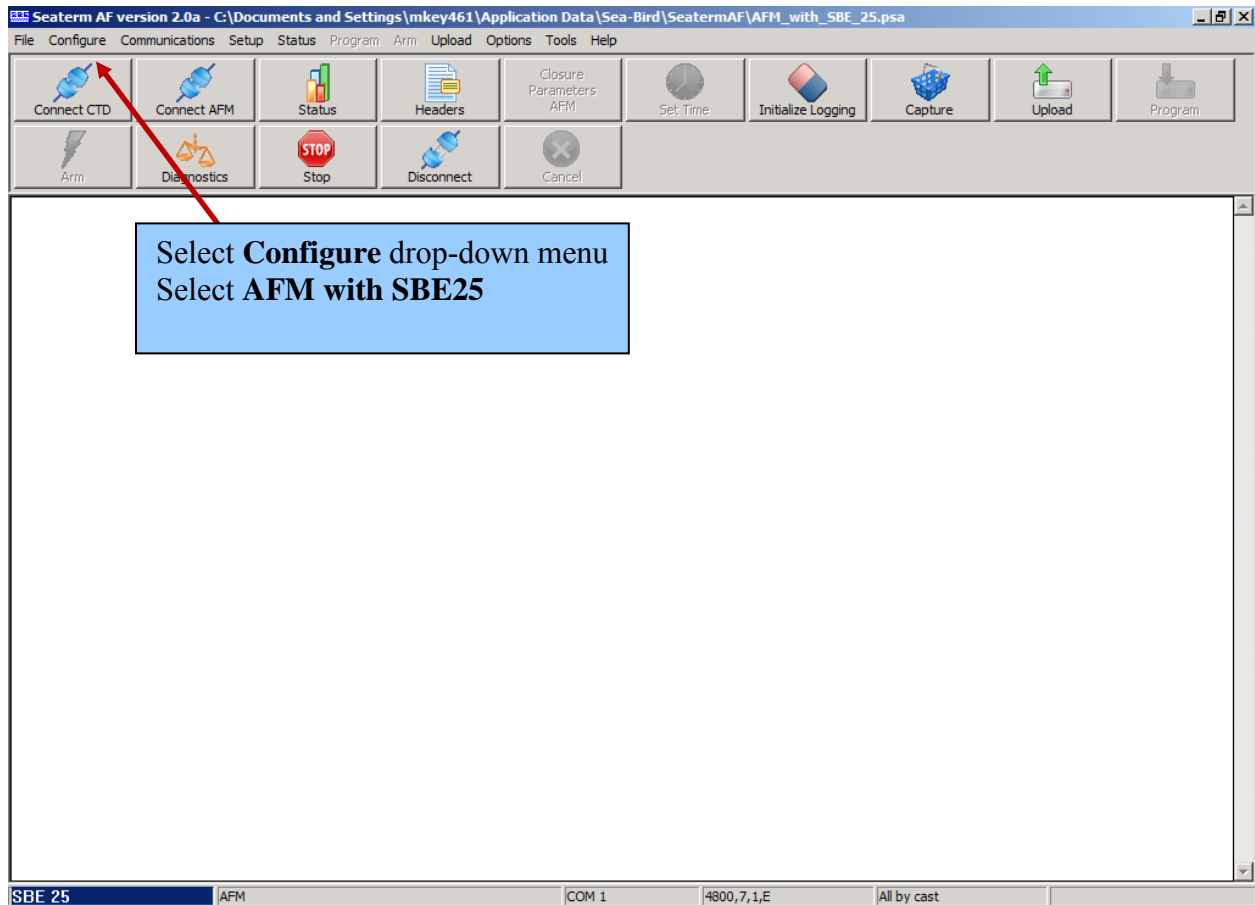 SBE Seaterm AF version 2.0a - C:\Documents and Settings\mkey461\Application Data\Sea-Bird\SeatermAF\AFM_with_SBE_25.psa
File Configure Communications Setup Status Program Arm Upload Options Tools Help
Connect CTD
Connect AFM
Status
Headers
Closure
Parameters
AFM
Set Time
Initialize Logging
Capture
Upload
Program
Arm
Diagnostics
STOP
Stop
Disconnect
Cancel
Select Configure drop-down menu
Select AFM with SBE25
SBE 25 AFM COM 1 4800,7,1,E All by cast